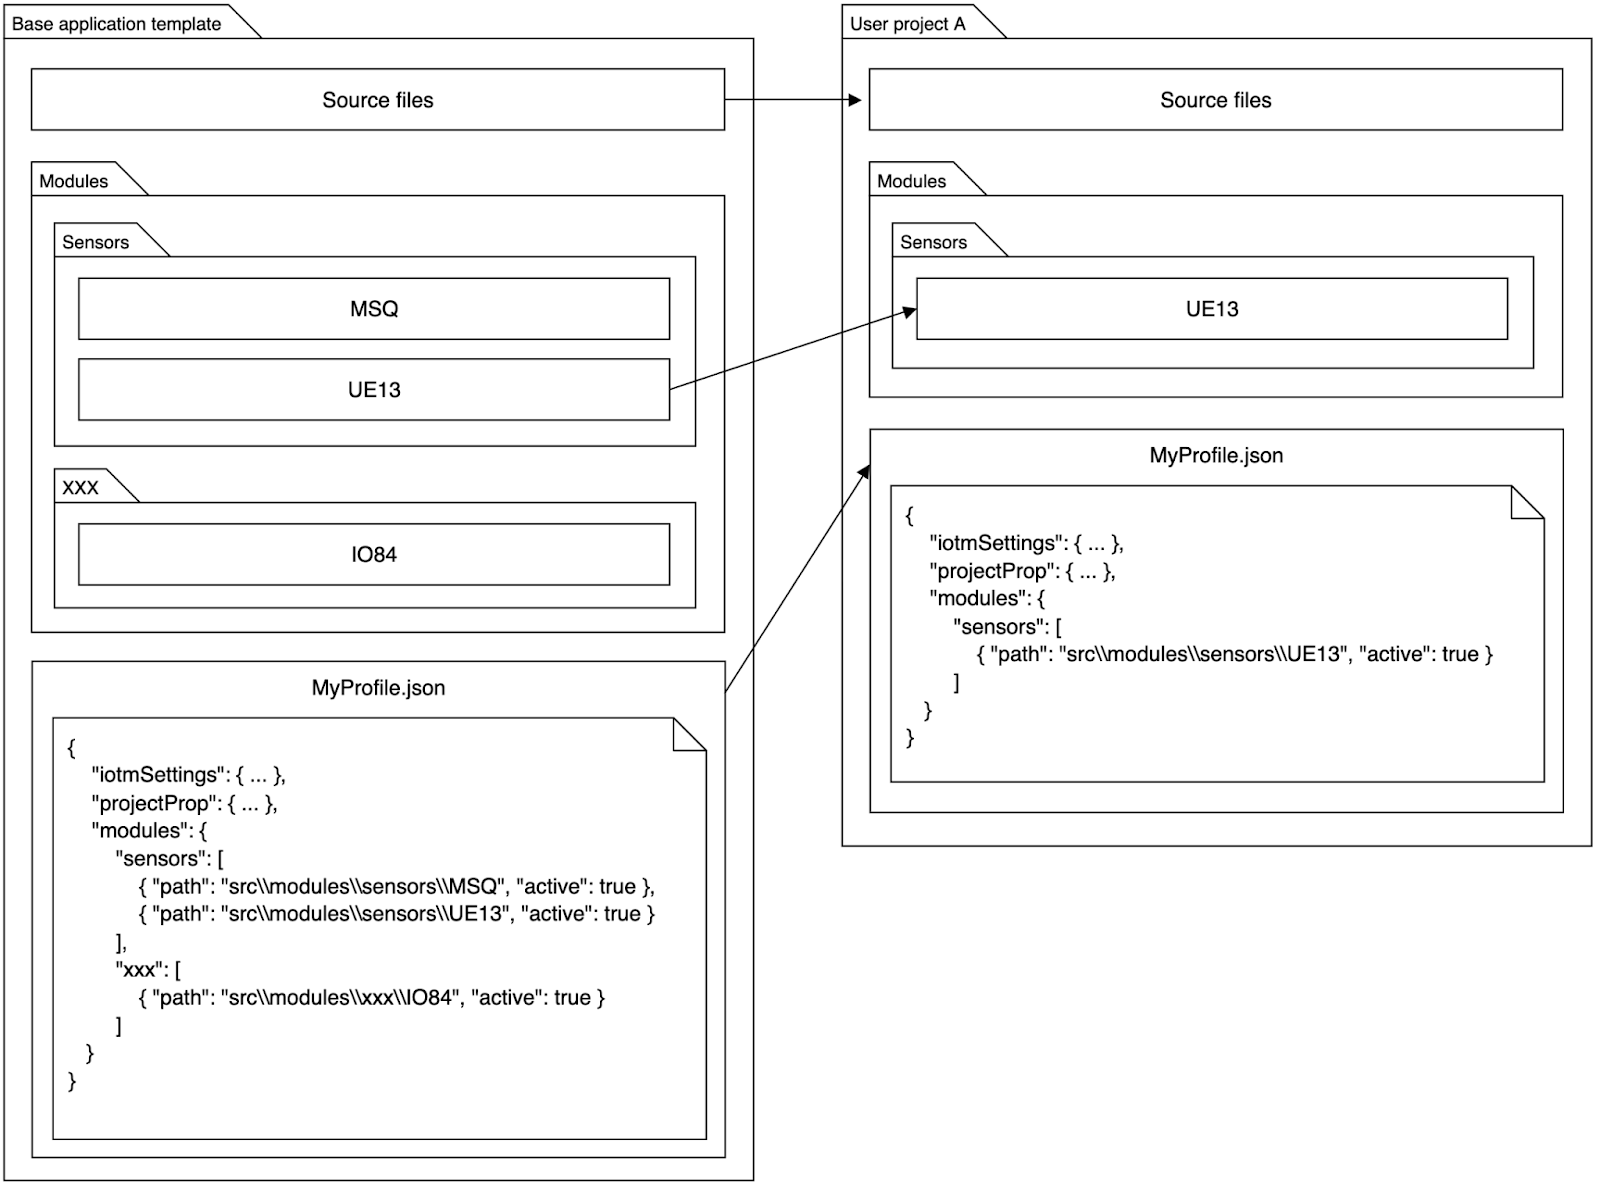 Base application template
Source files
Modules
Sensors
MSQ
UE13
XXX
IO84
MyProfile.json
{
"iotmSettings": { ... },
"projectProp": { ... },
"modules": {
"sensors": [
{ "path": "src\\modules\\sensors\\MSQ", "active": true },
{ "path": "src\\modules\\sensors\\UE13", "active": true }
],
"xxx": [
{ "path": "src\\modules\\xxx\\IO84", "active": true }
]
}
}
User project A
Source files
Modules
Sensors
UE13
MyProfile.json
{
"iotmSettings": { ... },
"projectProp": { ... },
"modules": {
"sensors": [
{ "path": "src\\modules\\sensors\\UE13", "active": true }
]
}
}